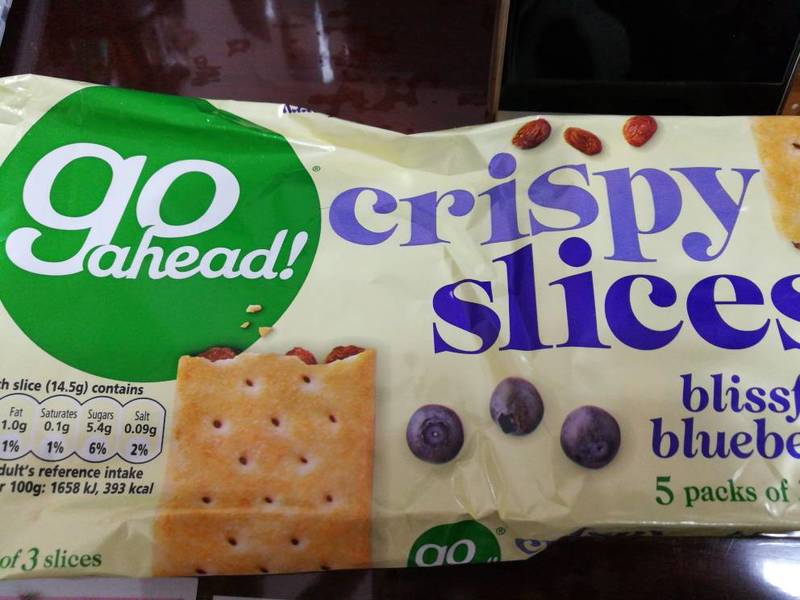 go
ahead!
®
crispy
slices
blissf
bluebe
5 packs of
th slice (14.5g) contains
Fat Saturates Sugars Salt
1.0g 0.1g 5.4g 0.09g
1% 1% 6% 2%
dult's reference intake
r 100g: 1658 kJ, 393 kcal
of 3 slices
go
®